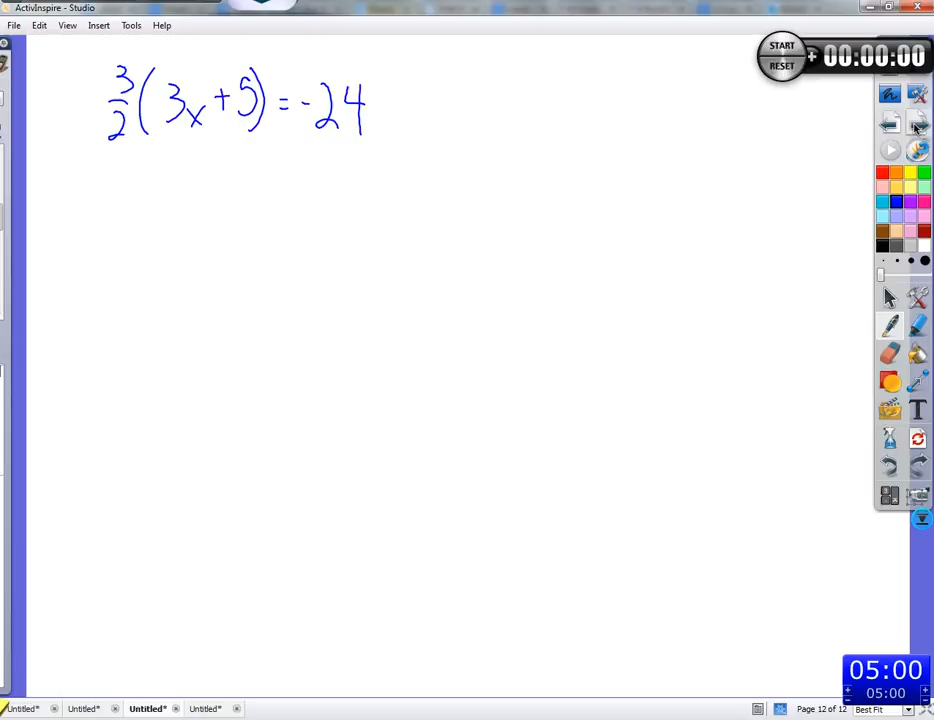 ActivInspire - Studio
File Edit View Insert Tools Help
START
RESET
00:00:00
3/2(3x+5)=-24
05:00
05:00
Untitled* Untitled* Untitled* Untitled*
Page 12 of 12 Best Fit